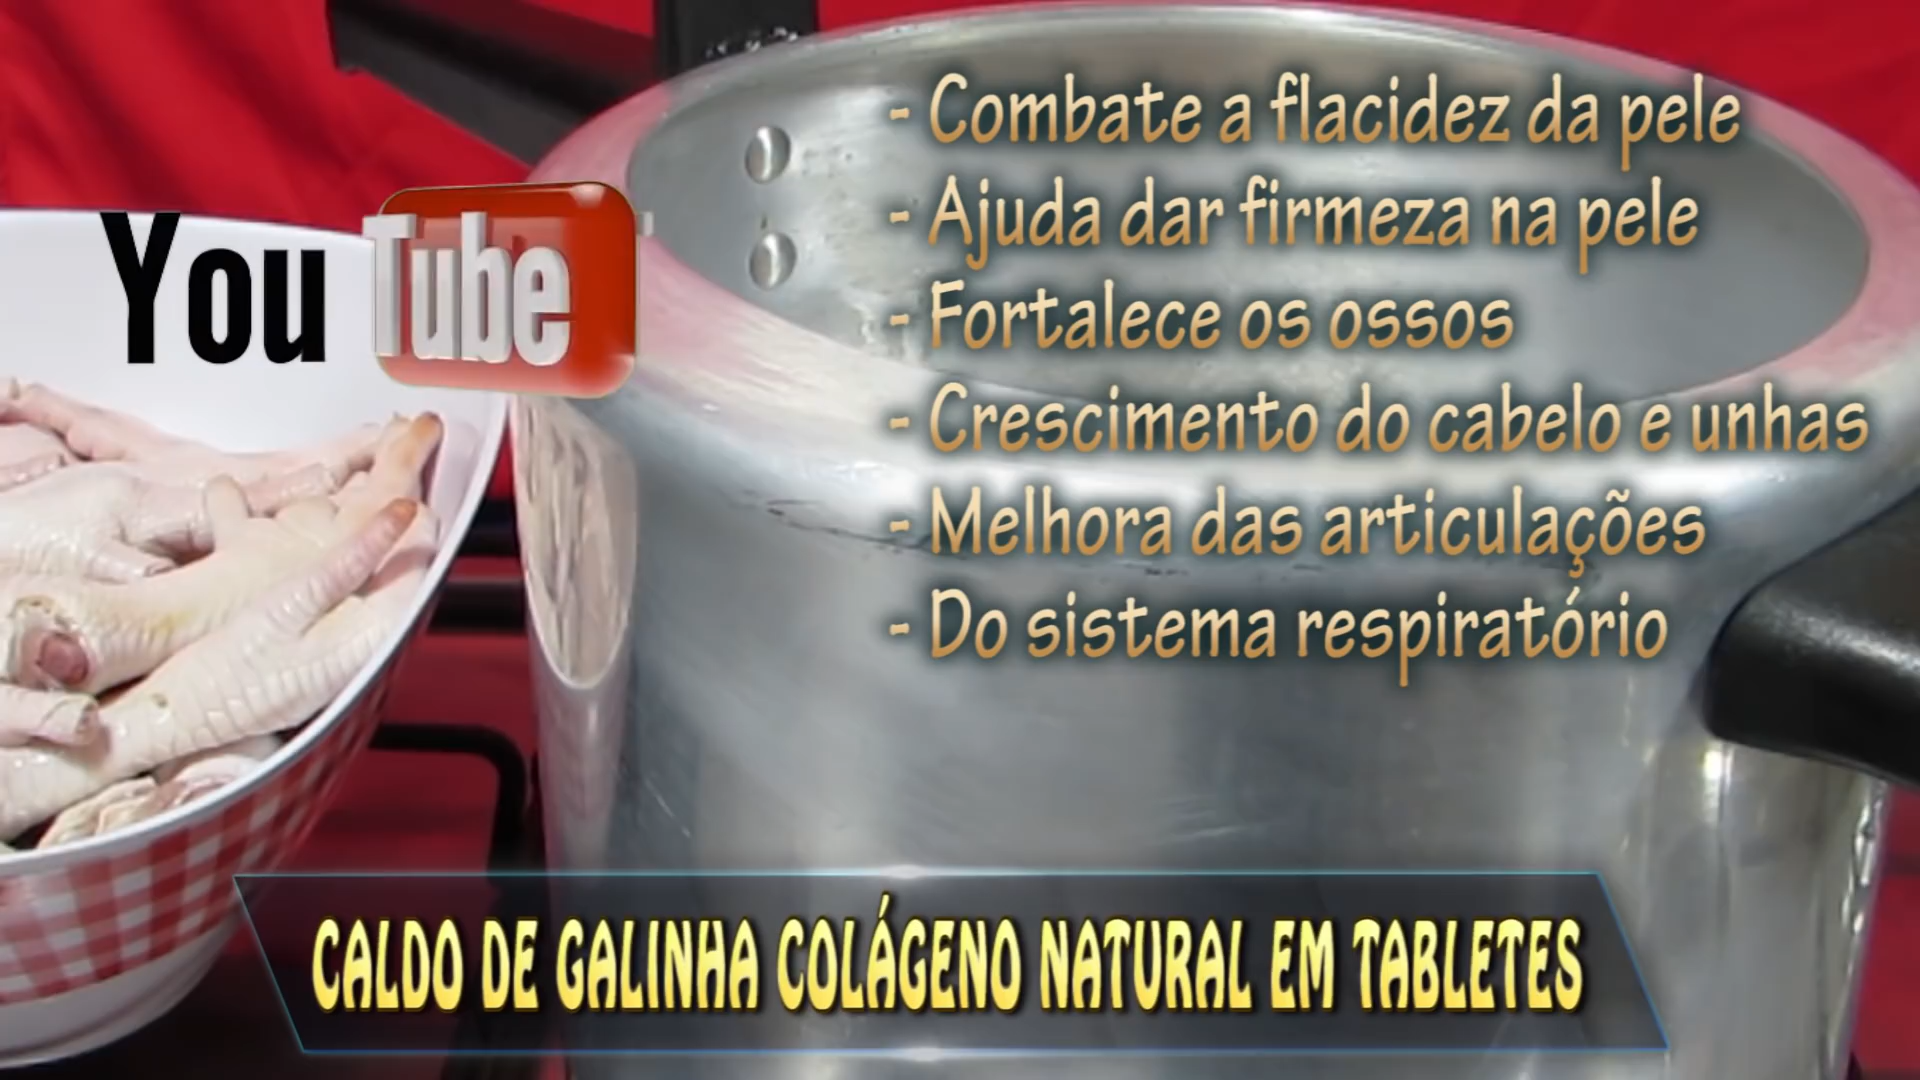 YouTube
- Combate a flacidez da pele
- Ajuda dar firmeza na pele
- Fortalece os ossos
- Crescimento do cabelo e unhas
- Melhora das articulações
- Do sistema respiratório
CALDO DE GALINHA COLÁGENO NATURAL EM TABLETES